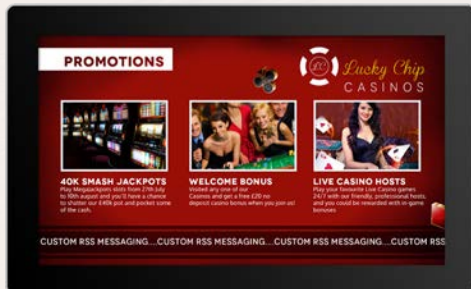 PROMOTIONS
LC
Lucky Chip
CASINOS
40K SMASH JACKPOTS
Play Megajackpots slots from 27th July
to 10th august and you'll have a chance
to shatter our £40k pot and pocket some
of the cash.
WELCOME BONUS
Visited any one of our
Casinos and get a free £20 no
deposit casino bonus when you join us!
LIVE CASINO HOSTS
Play your favourite Live Casino games
24/7 with our friendly, professional hosts,
and you could be rewarded with in-game
bonuses
CUSTOM RSS MESSAGING...CUSTOM RSS MESSAGING...CUSTOM RSS MESSAGING...CUSTOM RSS